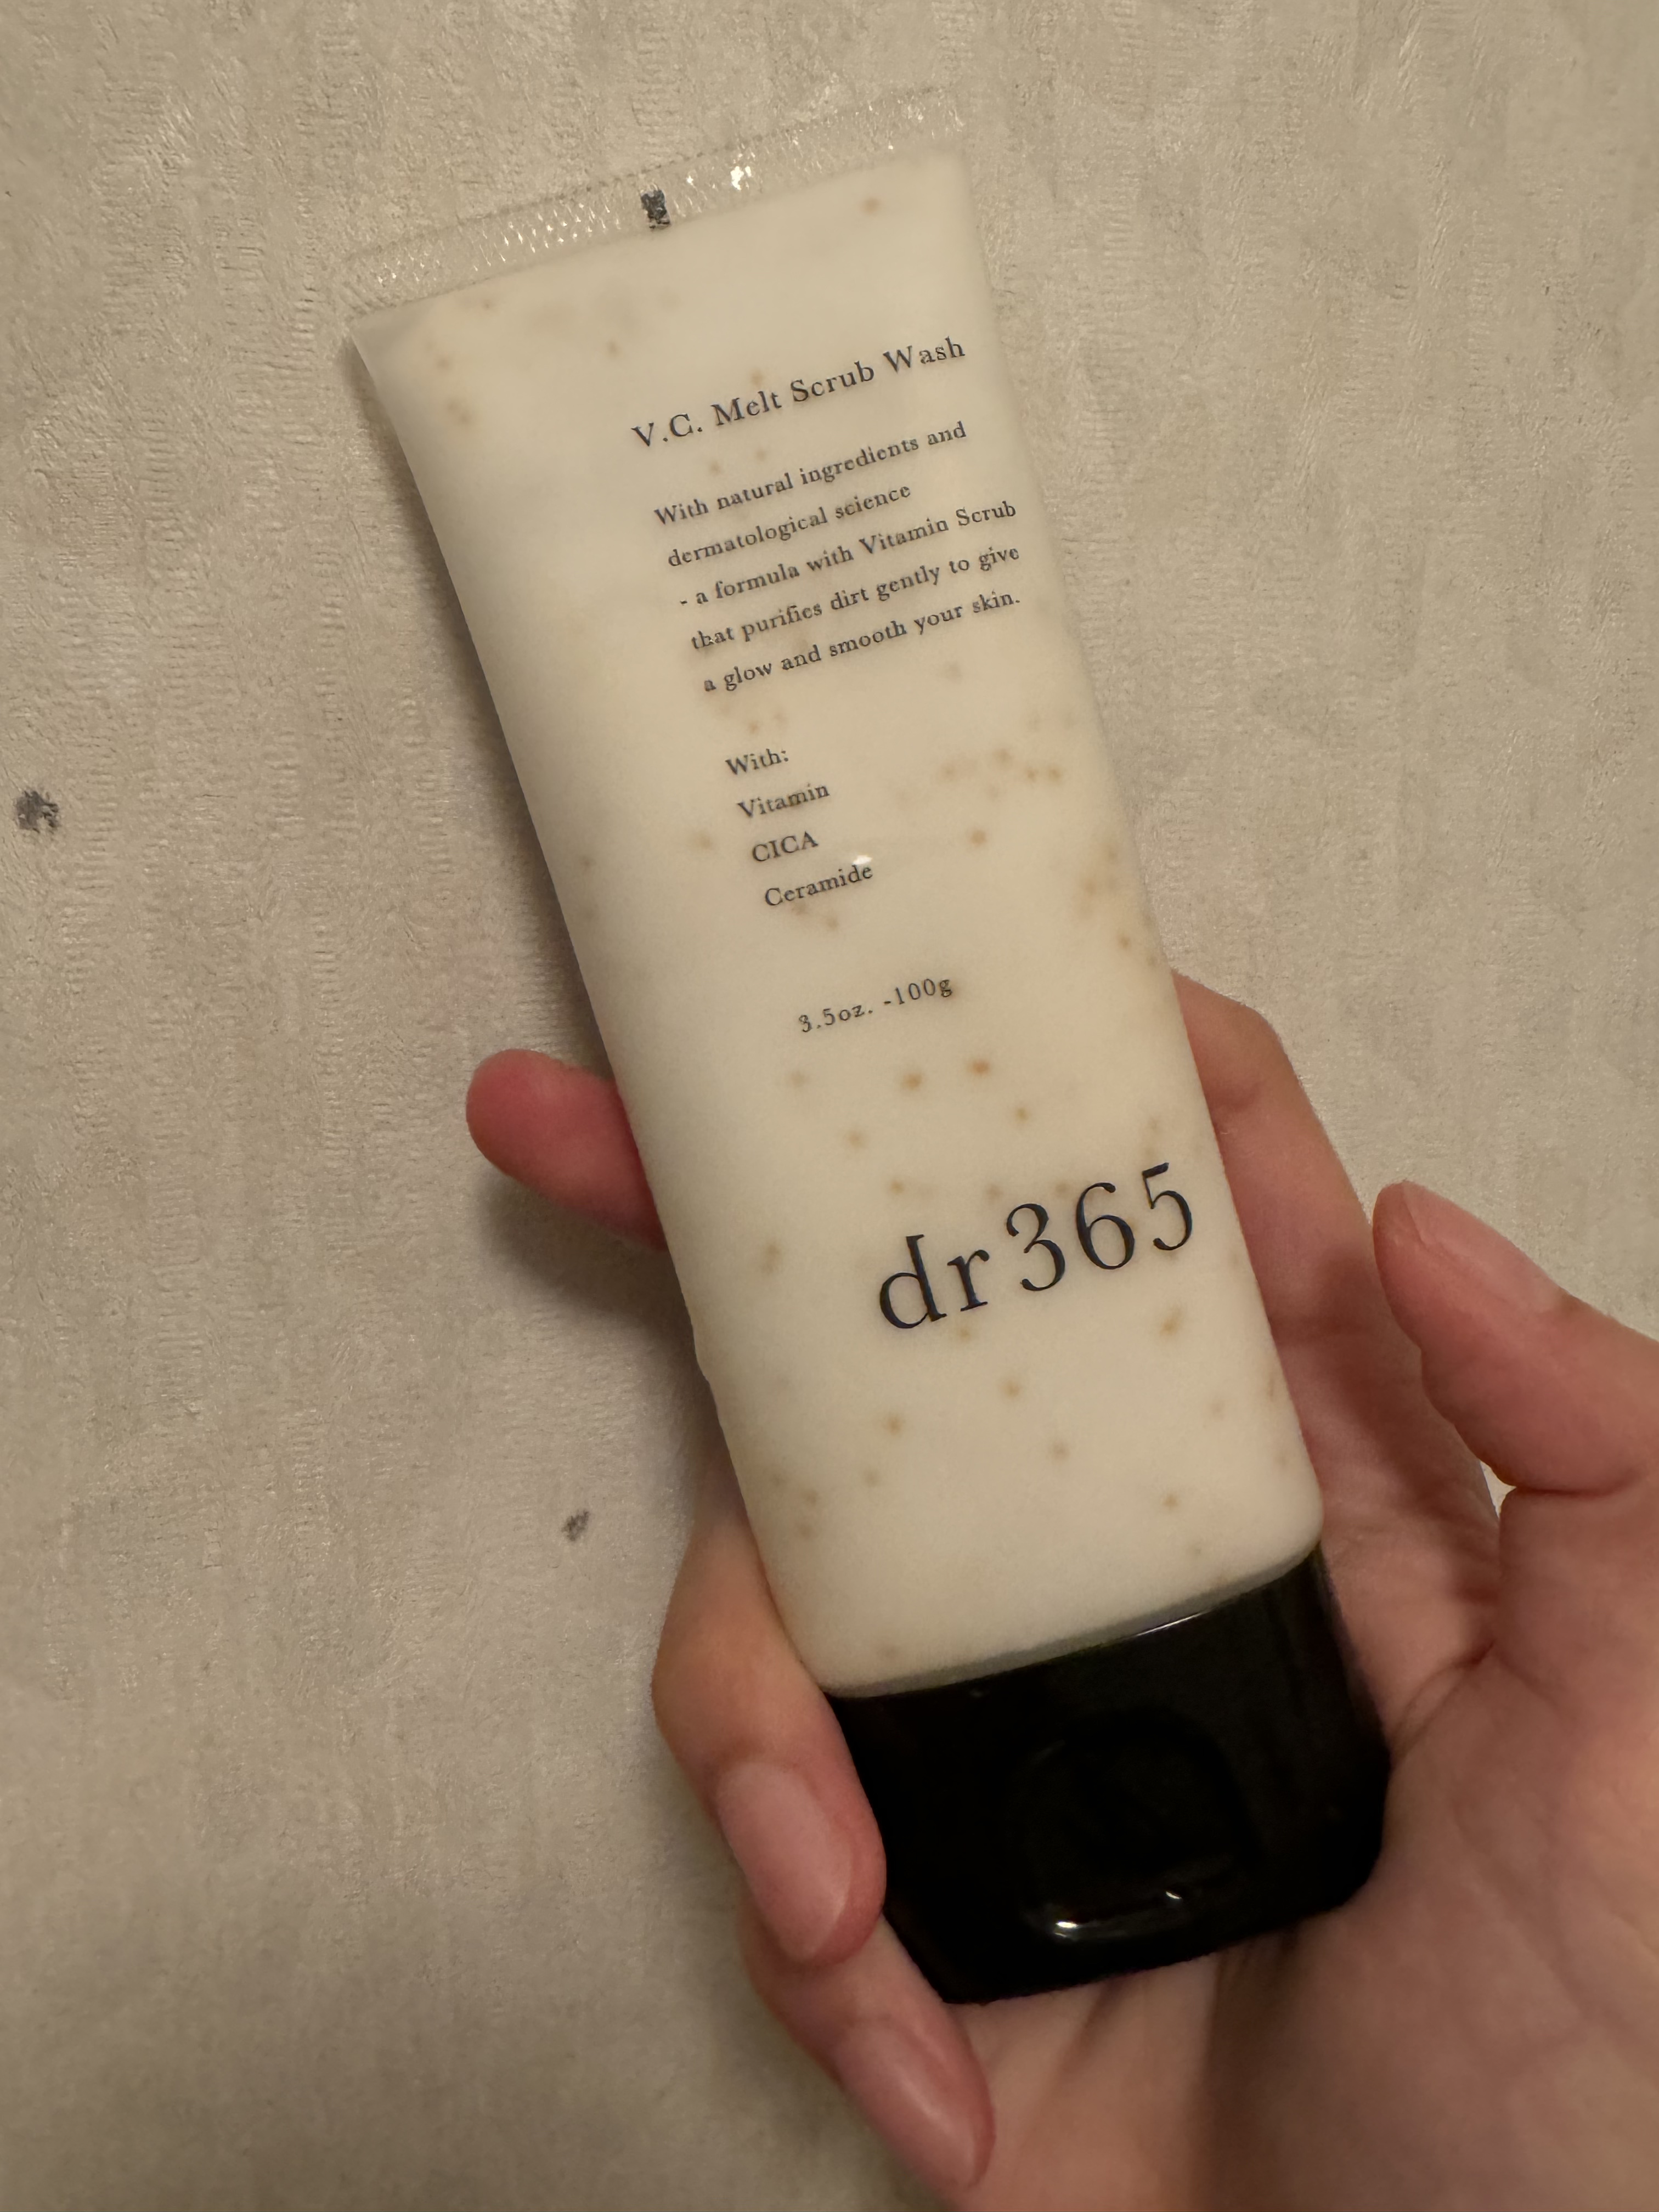 V.C. Melt Scrub Wash
With natural ingredients and
dermatological science
- a formula with Vitamin Scrub
that purifies dirt gently to give
a glow and smooth your skin.
With:
Vitamin
CICA
Ceramide
3.5oz. -100g
dr365